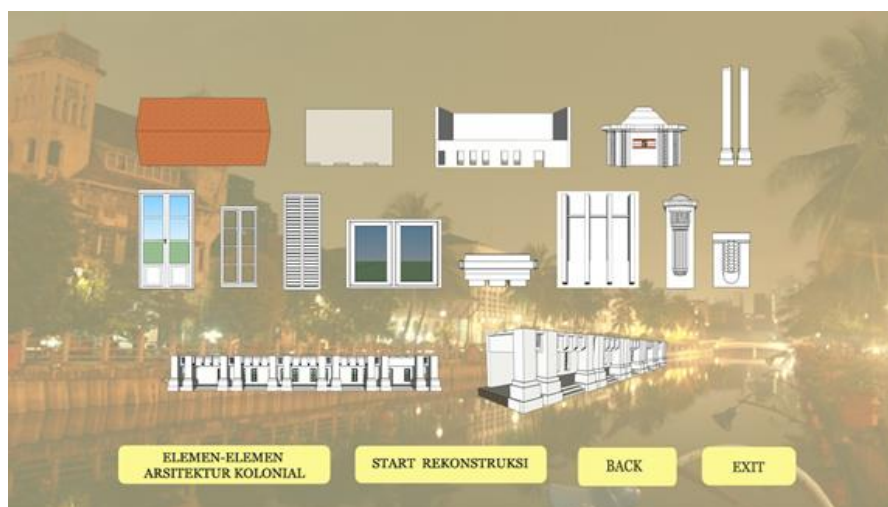 ELEMEN-ELEMEN
ARSITEKTUR KOLONIAL
START REKONSTRUKSI
BACK
EXIT